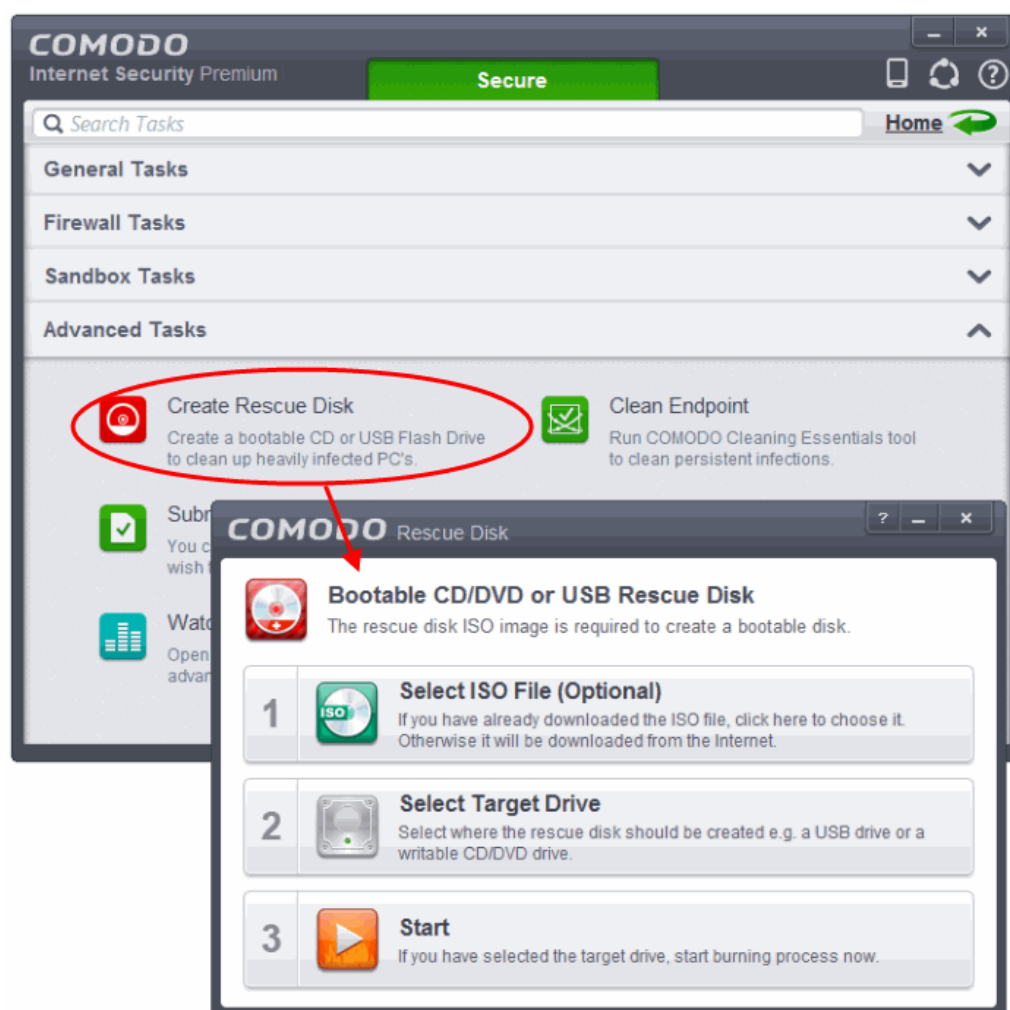 COMODO
Internet Security Premium
Secure
Search Tasks
Home
General Tasks
Firewall Tasks
Sandbox Tasks
Advanced Tasks
Create Rescue Disk
Create a bootable CD or USB Flash Drive
to clean up heavily infected PC's.
Clean Endpoint
Run COMODO Cleaning Essentials tool
to clean persistent infections.
Subr
You c
wish
Watc
Open
advar
COMODO Rescue Disk
Bootable CD/DVD or USB Rescue Disk
The rescue disk ISO image is required to create a bootable disk.
1
ISO
Select ISO File (Optional)
If you have already downloaded the ISO file, click here to choose it.
Otherwise it will be downloaded from the Internet.
2
Select Target Drive
Select where the rescue disk should be created e.g. a USB drive or a
writable CD/DVD drive.
3
Start
If you have selected the target drive, start burning process now.